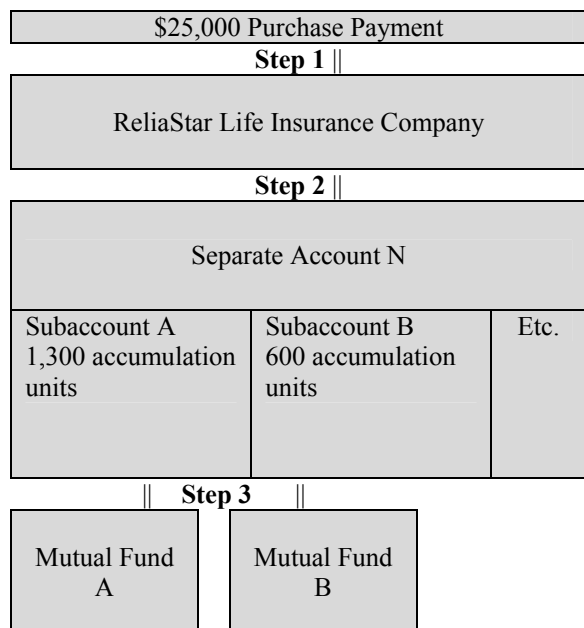 $25,000 Purchase Payment
Step 1 ||
ReliaStar Life Insurance Company
Step 2 ||
Separate Account N
Subaccount A
1,300 accumulation
units
Subaccount B
600 accumulation
units
Etc.
|| Step 3 ||
Mutual Fund
A
Mutual Fund
B